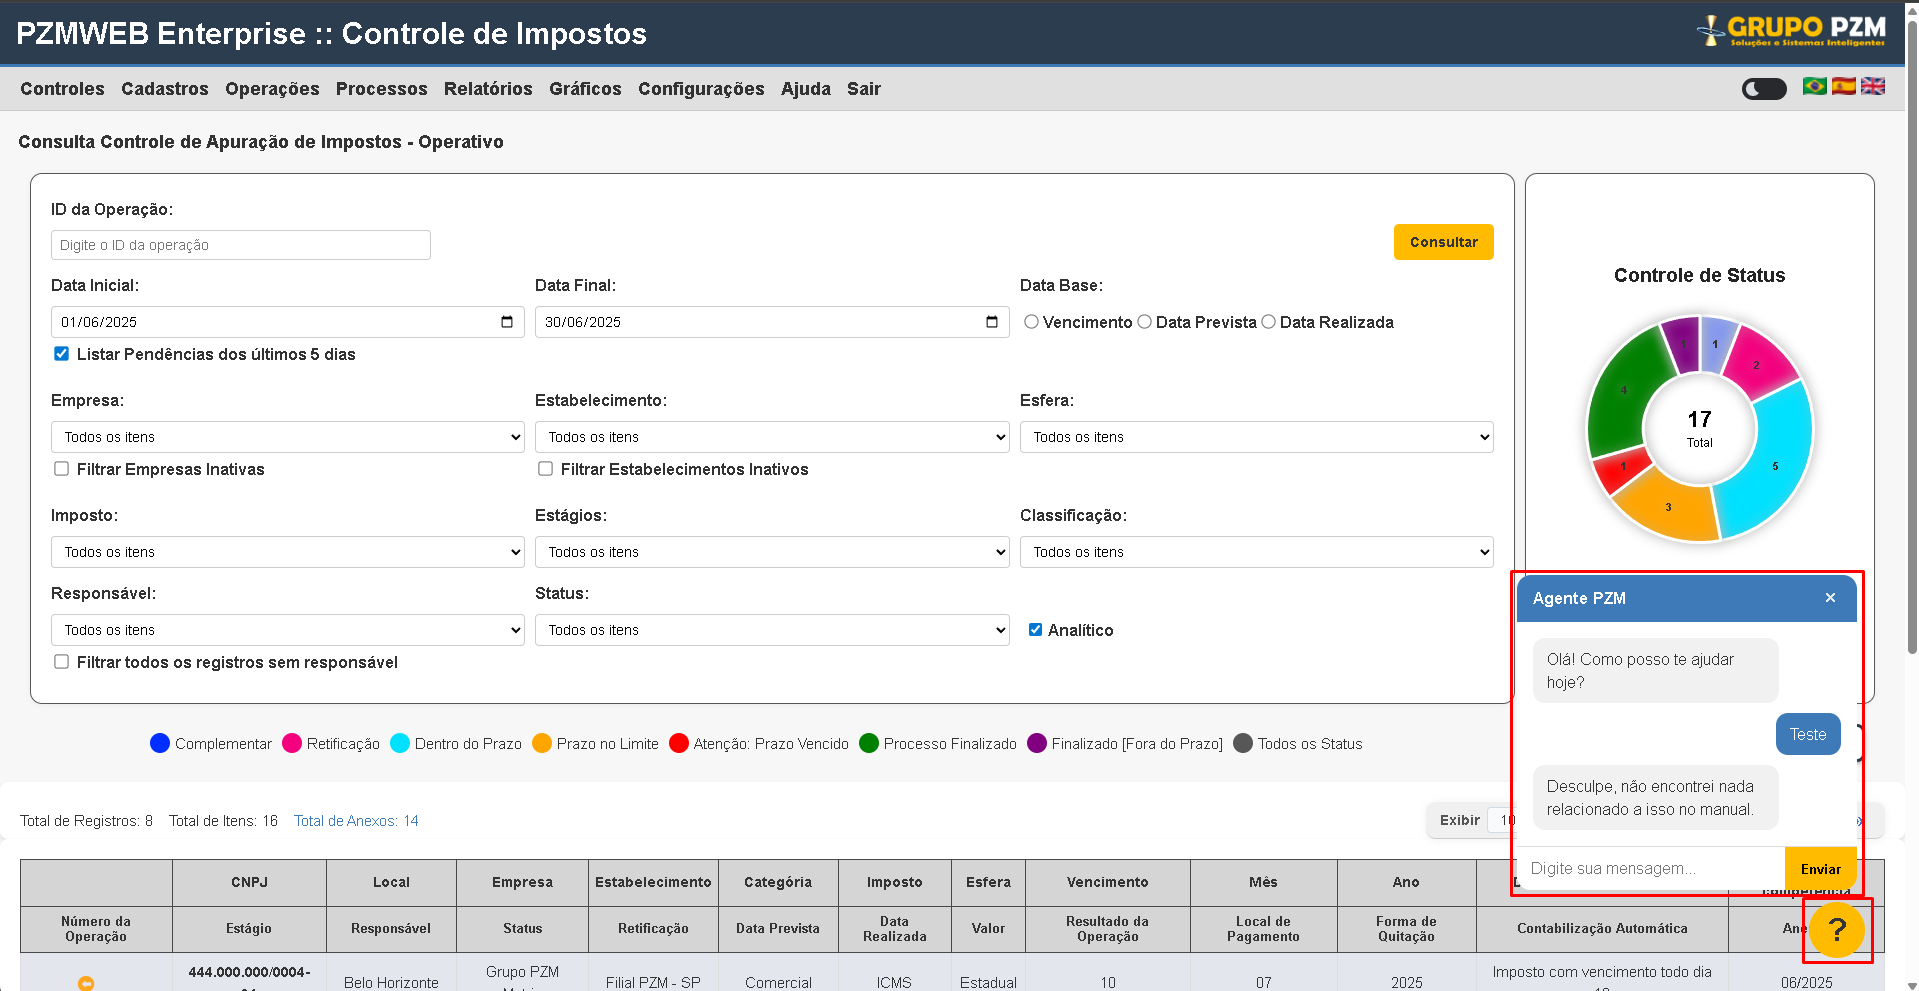 PZMWEB Enterprise :: Controle de Impostos
GRUPO PZM
Soluções e Sistemas Inteligentes
Controles Cadastros Operações Processos Relatórios Gráficos Configurações Ajuda Sair
Consulta Controle de Apuração de Impostos - Operativo
ID da Operação:
Digite o ID da operação
Consultar
Data Inicial: Data Final: Data Base:
01/06/2025 30/06/2025 Vencimento Data Prevista Data Realizada
Listar Pendências dos últimos 5 dias
Empresa: Estabelecimento: Esfera:
Todos os itens Todos os itens Todos os itens
Filtrar Empresas Inativas Filtrar Estabelecimentos Inativos
Imposto: Estágios: Classificação:
Todos os itens Todos os itens Todos os itens
Responsável: Status:
Todos os itens Todos os itens Analítico
Filtrar todos os registros sem responsável
Controle de Status
1 1 2 4 5 1 3
17
Total
Agente PZM ×
Olá! Como posso te ajudar
hoje?
Teste
Desculpe, não encontrei nada
relacionado a isso no manual.
Digite sua mensagem... Enviar
?
Complementar Retificação Dentro do Prazo Prazo no Limite Atenção: Prazo Vencido Processo Finalizado Finalizado [Fora do Prazo] Todos os Status
Total de Registros: 8 Total de Itens: 16 Total de Anexos: 14
Exibir 10
CNPJ Local Empresa Estabelecimento Categória Imposto Esfera Vencimento Mês Ano
Número da
Operação
Estágio Responsável Status Retificação Data Prevista
Data
Realizada
Valor
Resultado da
Operação
Local de
Pagamento
Forma de
Quitação
Contabilização Automática
444.000.000/0004-
Belo Horizonte
Grupo PZM
Filial PZM - SP Comercial ICMS Estadual 10 07 2025
Imposto com vencimento todo dia
06/2025